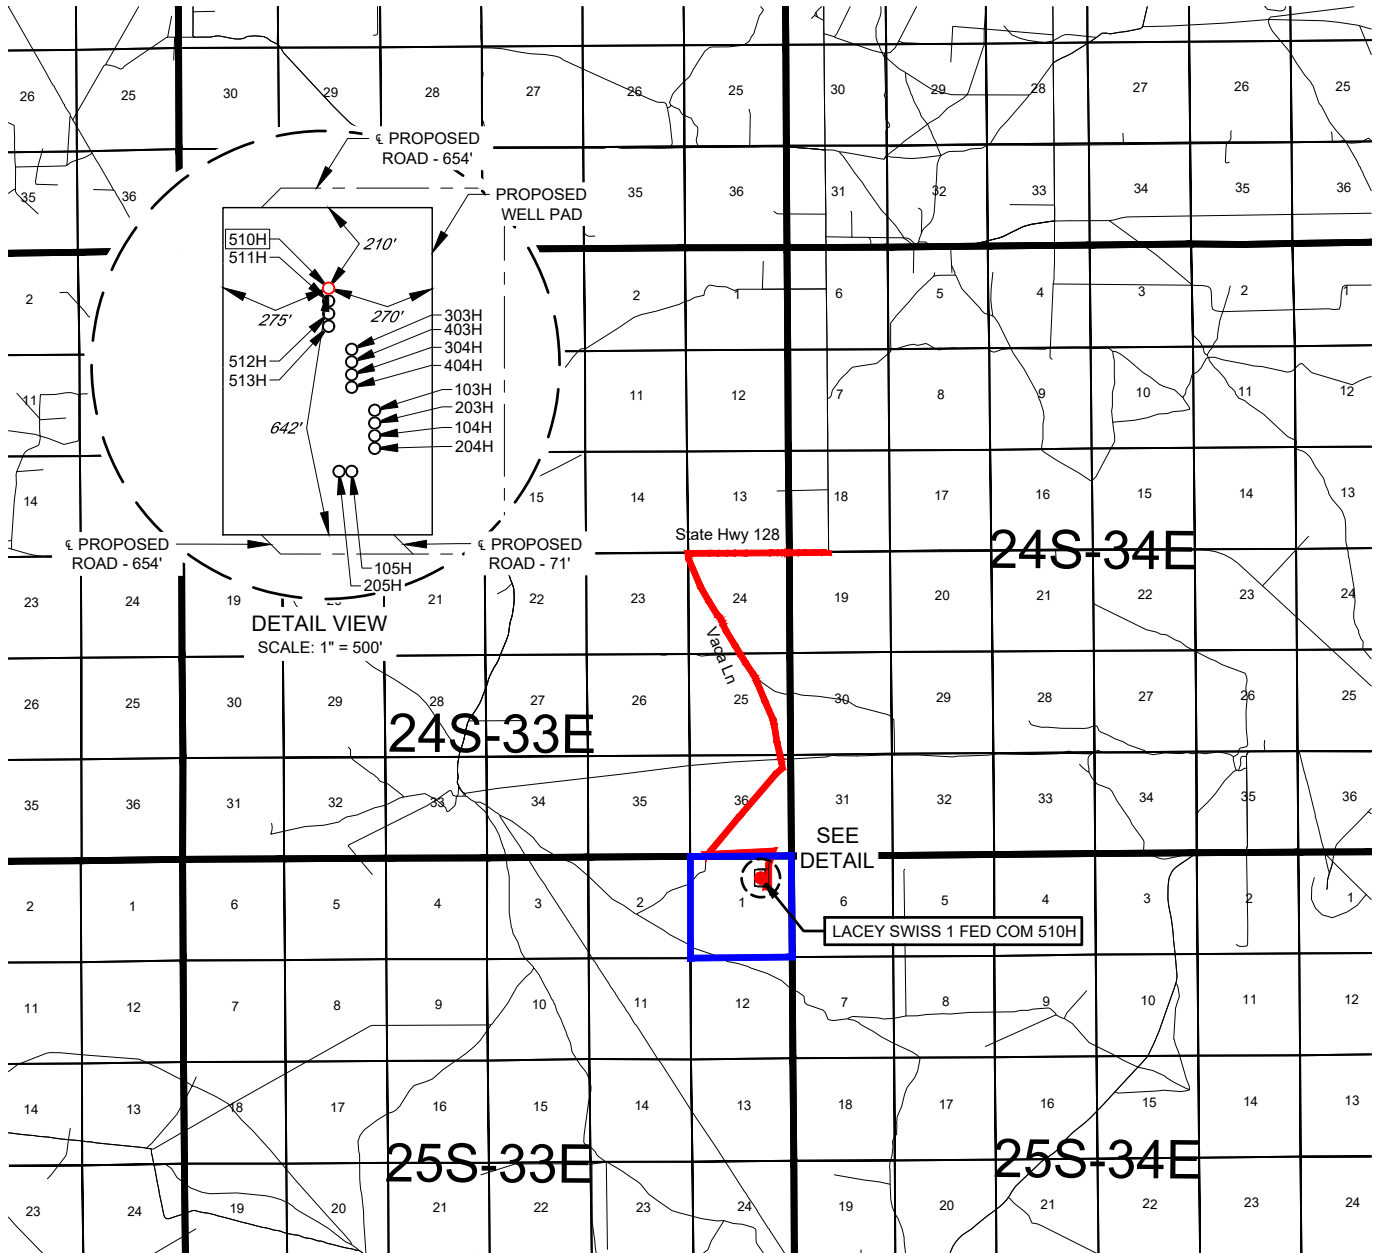 26 25 30 29 28 27 26 25 30 29 28 27 26 25
℄ PROPOSED
ROAD - 654'
35 36 35 36 31 32 33 34 35 36
PROPOSED
WELL PAD
510H
511H
210'
275'
270'
512H
513H
303H
403H
304H
404H
103H
203H
104H
204H
642'
105H
205H
℄ PROPOSED
ROAD - 654'
℄ PROPOSED
ROAD - 71'
DETAIL VIEW
SCALE: 1" = 500'
2 2 1 6 5 4 3 2 1
11 11 12 7 8 9 10 11 12
14 15 14 13 18 17 16 15 14 13
State Hwy 128
24S-34E
23 24 19 21 22 23 24 19 20 21 22 23 24
Vaca Ln
26 25 30 29 28 27 26 25 30 29 28 27 26 25
24S-33E
35 36 31 32 33 34 35 36 31 32 33 34 35 36
SEE
DETAIL
2 1 6 5 4 3 2 1 6 5 4 3 2 1
LACEY SWISS 1 FED COM 510H
11 12 7 8 9 10 11 12 7 8 9 10 11 12
14 13 18 17 16 15 14 13 18 17 16 15 14 13
25S-33E
25S-34E
23 24 19 20 21 22 23 24 19 20 21 22 23 24